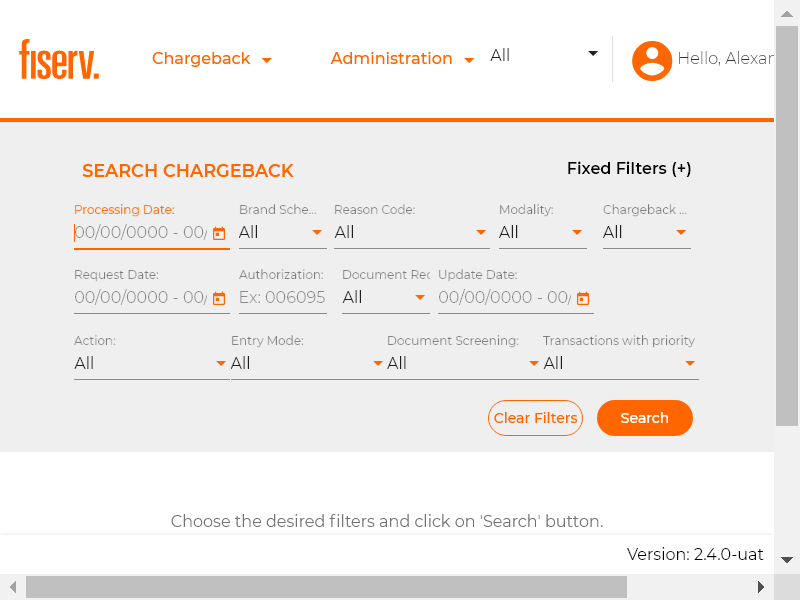 fiserv.
Chargeback
Administration
All
Hello, Alexan
SEARCH CHARGEBACK
Fixed Filters (+)
Processing Date:
Brand Sche...
Reason Code:
Modality:
Chargeback ...
00/00/0000 - 00/
All
All
All
All
Request Date:
Authorization:
Document Rec
Update Date:
00/00/0000 - 00/
Ex: 006095
All
00/00/0000 - 00/
Action:
Entry Mode:
Document Screening:
Transactions with priority
All
All
All
All
Clear Filters
Search
Choose the desired filters and click on 'Search' button.
Version: 2.4.0-uat